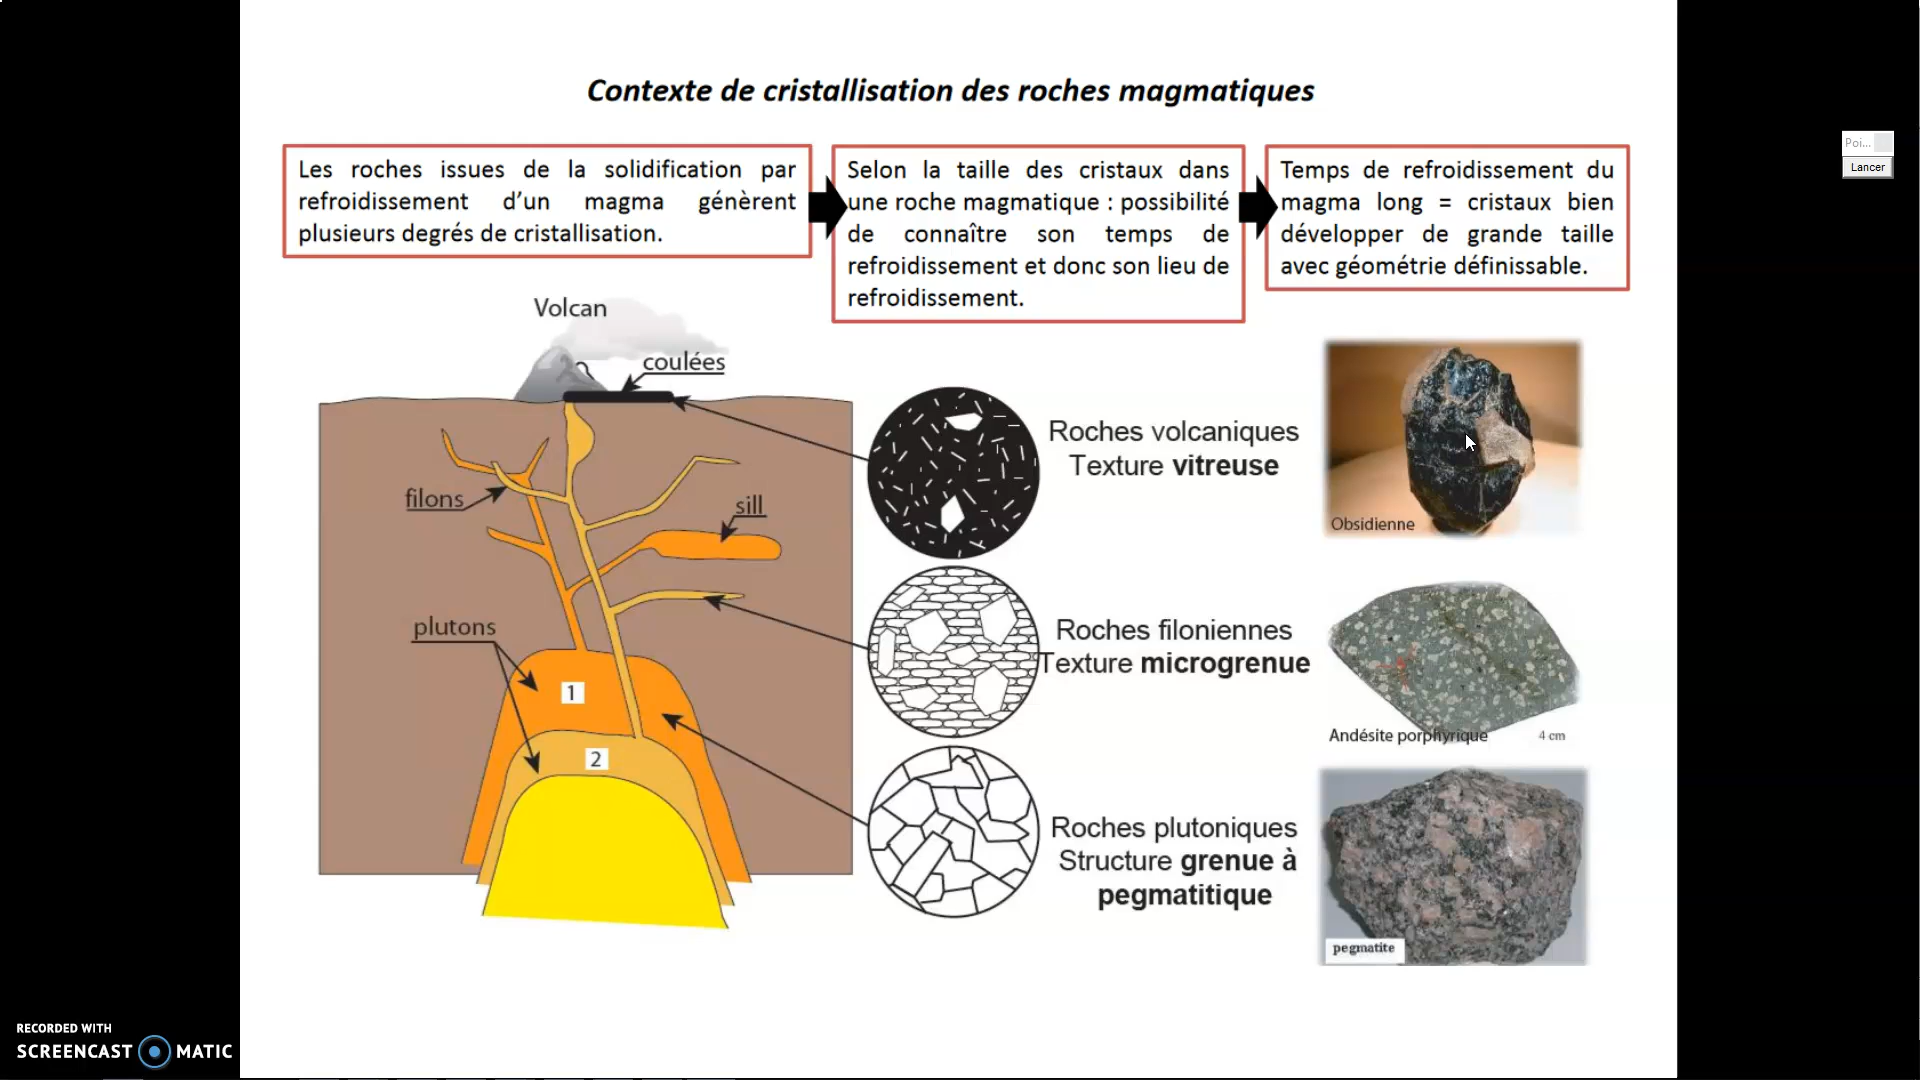 Contexte de cristallisation des roches magmatiques
Les roches issues de la solidification par
refroidissement d'un magma génèrent
plusieurs degrés de cristallisation.
Selon la taille des cristaux dans
une roche magmatique : possibilité
de connaître son temps de
refroidissement et donc son lieu de
refroidissement.
Temps de refroidissement du
magma long = cristaux bien
développer de grande taille
avec géométrie définissable.
Poi...
Lancer
Volcan
coulées
filons
sill
plutons
1
2
Roches volcaniques
Texture vitreuse
Obsidienne
Roches filoniennes
Texture microgrenue
Andésite porphyrique
4 cm
Roches plutoniques
Structure grenue à
pegmatitique
pegmatite
RECORDED WITH
SCREENCAST MATIC